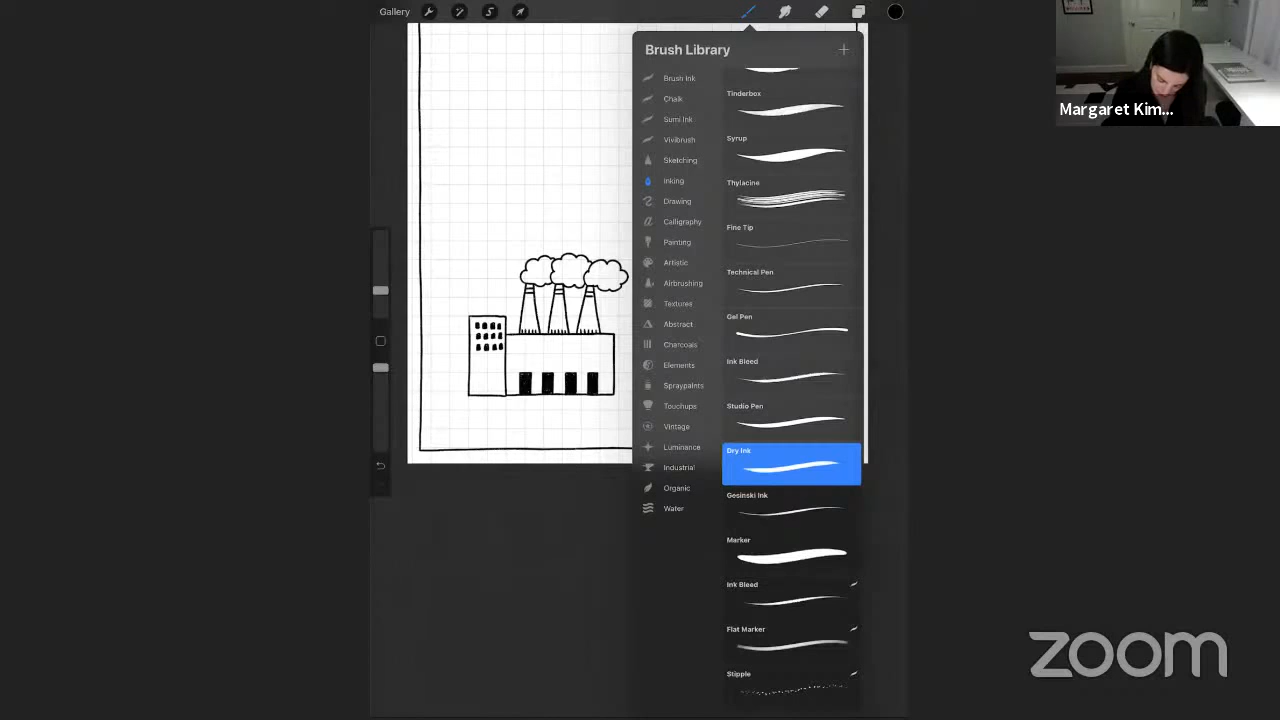 Gallery
Brush Library
Brush Ink
Chalk
Sumi Ink
Vivibrush
Sketching
Inking
Drawing
Calligraphy
Painting
Artistic
Airbrushing
Textures
Abstract
Charcoals
Elements
Spraypaints
Touchups
Vintage
Luminance
Industrial
Organic
Water
Tinderbox
Syrup
Thylacine
Fine Tip
Technical Pen
Gel Pen
Ink Bleed
Studio Pen
Dry Ink
Gesinski Ink
Marker
Ink Bleed
Flat Marker
Stipple
Margaret Kim...
zoom